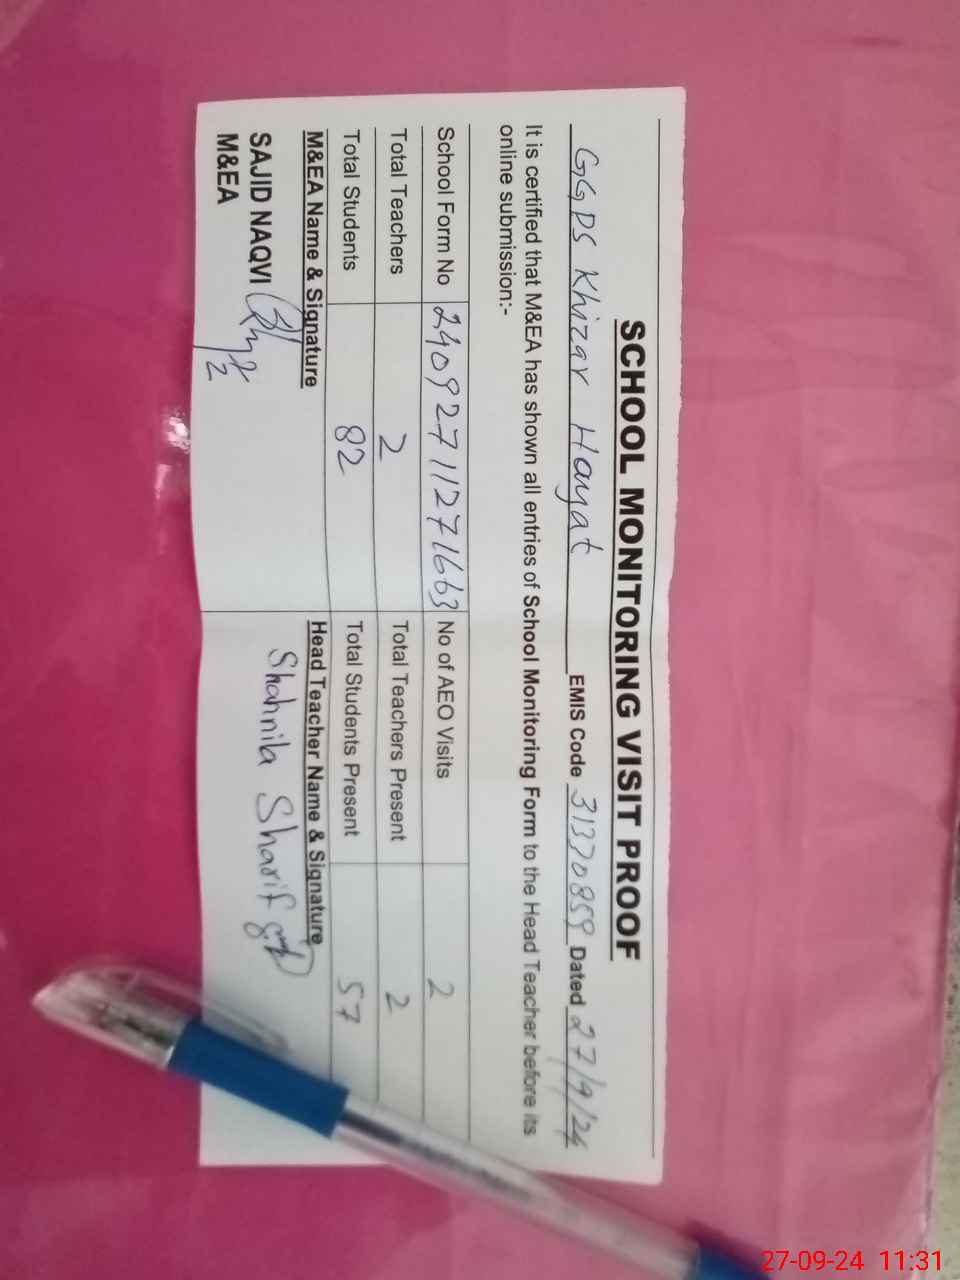 SCHOOL MONITORING VISIT PROOF
GGPS Khizar Hayat EMIS Code 31330859 Dated 27/9/24
It is certified that M&EA has shown all entries of School Monitoring Form to the Head Teacher before its
online submission:-
School Form No 24092711271663 No of AEO Visits 2
Total Teachers 2 Total Teachers Present 2
Total Students 82 Total Students Present 57
M&EA Name & Signature Head Teacher Name & Signature
SAJID NAQVI Shahnila Sharif
M&EA
27-09-24 11:31